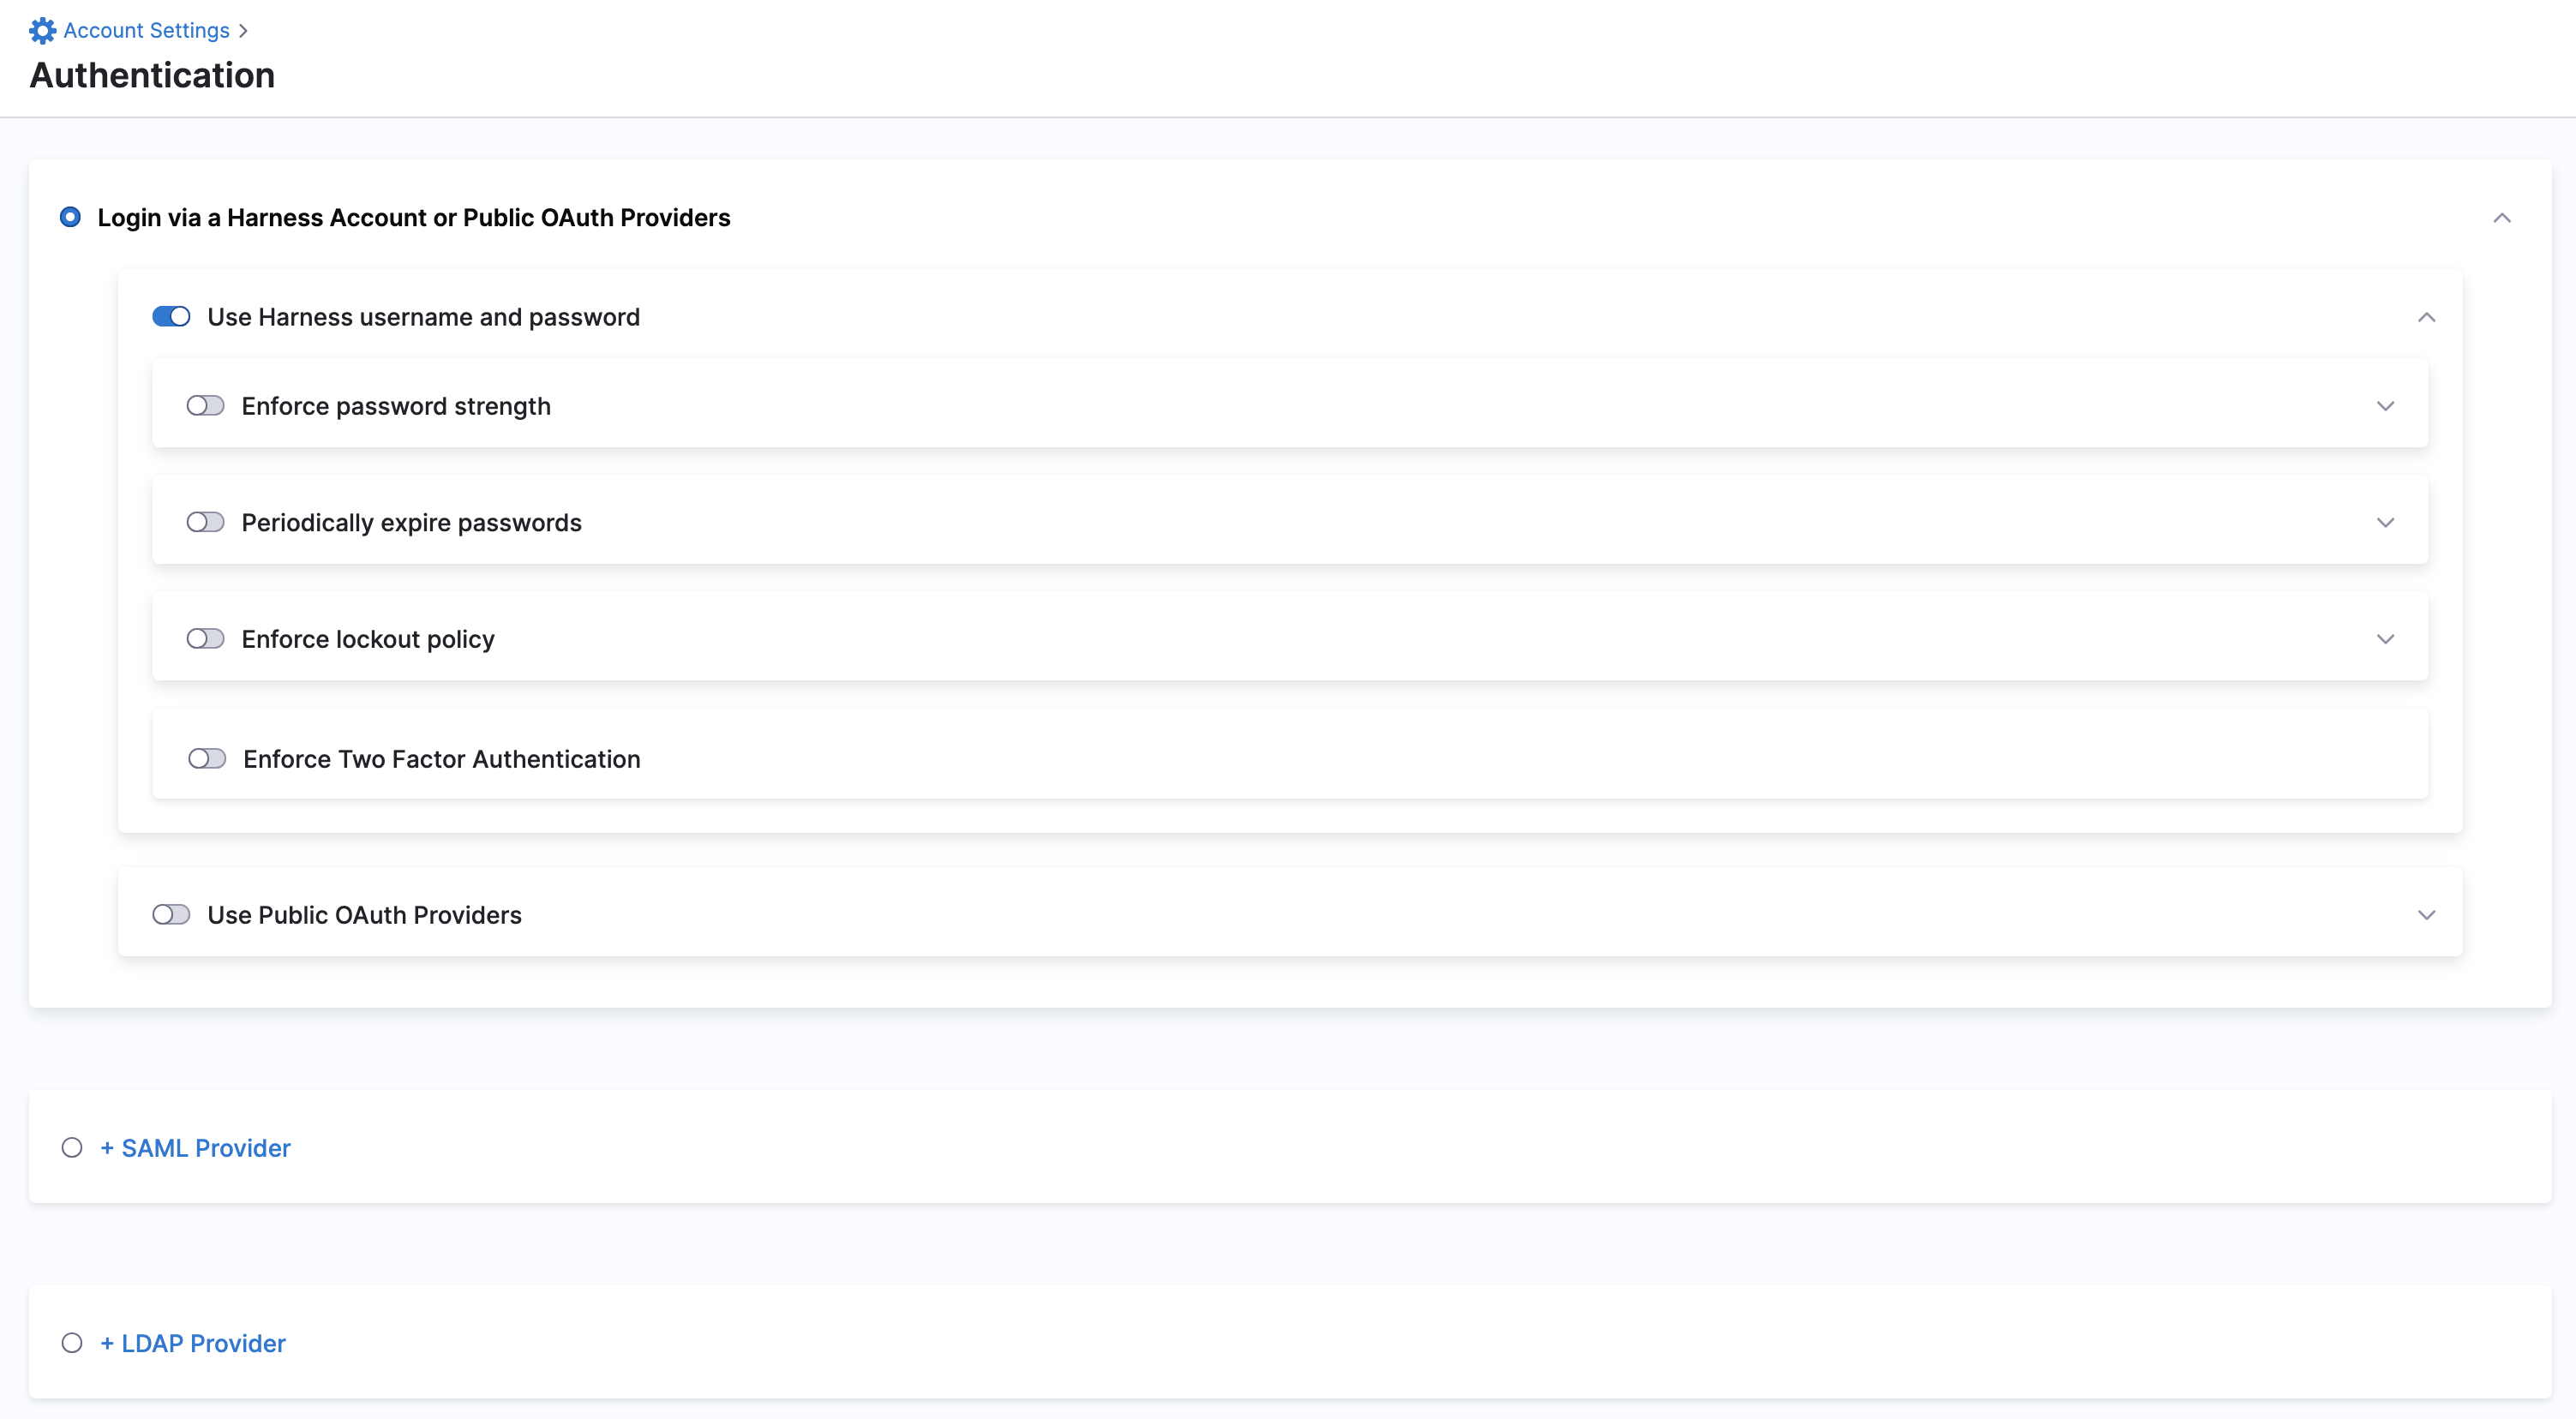 Account Settings
Authentication
Login via a Harness Account or Public OAuth Providers
Use Harness username and password
Enforce password strength
Periodically expire passwords
Enforce lockout policy
Enforce Two Factor Authentication
Use Public OAuth Providers
+ SAML Provider
+ LDAP Provider